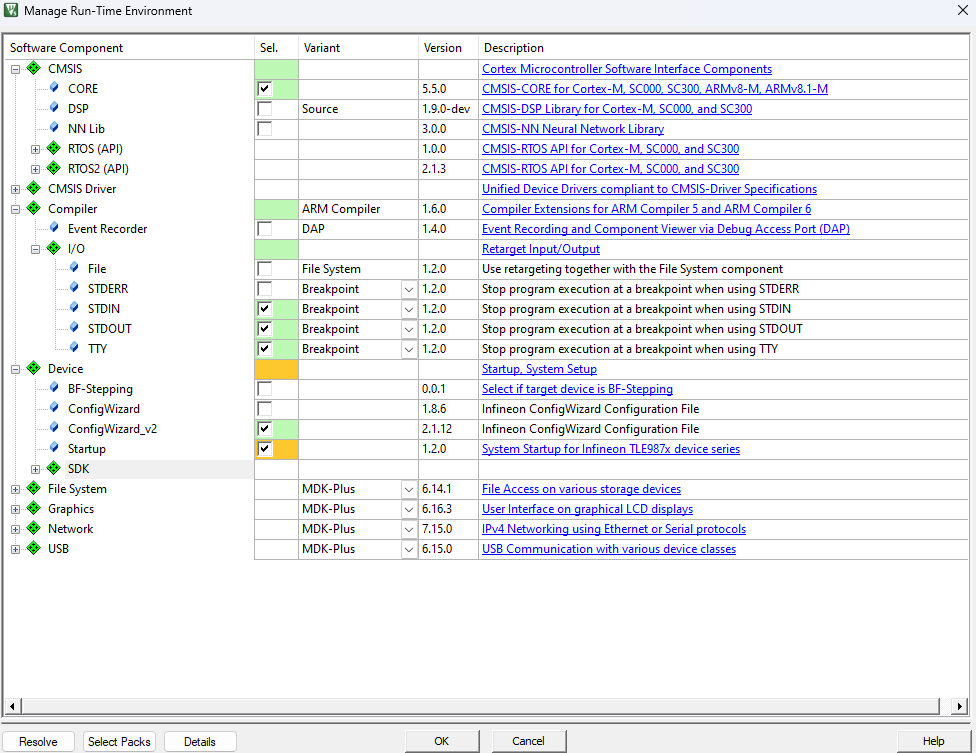 Manage Run-Time Environment
Software Component Sel. Variant Version Description
CMSIS Cortex Microcontroller Software Interface Components
CORE 5.5.0 CMSIS-CORE for Cortex-M, SC000, SC300, ARMv8-M, ARMv8.1-M
DSP Source 1.9.0-dev CMSIS-DSP Library for Cortex-M, SC000, and SC300
NN Lib 3.0.0 CMSIS-NN Neural Network Library
RTOS (API) 1.0.0 CMSIS-RTOS API for Cortex-M, SC000, and SC300
RTOS2 (API) 2.1.3 CMSIS-RTOS API for Cortex-M, SC000, and SC300
CMSIS Driver Unified Device Drivers compliant to CMSIS-Driver Specifications
Compiler ARM Compiler 1.6.0 Compiler Extensions for ARM Compiler 5 and ARM Compiler 6
Event Recorder DAP 1.4.0 Event Recording and Component Viewer via Debug Access Port (DAP)
I/O Retarget Input/Output
File File System 1.2.0 Use retargeting together with the File System component
STDERR Breakpoint 1.2.0 Stop program execution at a breakpoint when using STDERR
STDIN Breakpoint 1.2.0 Stop program execution at a breakpoint when using STDIN
STDOUT Breakpoint 1.2.0 Stop program execution at a breakpoint when using STDOUT
TTY Breakpoint 1.2.0 Stop program execution at a breakpoint when using TTY
Device Startup, System Setup
BF-Stepping 0.0.1 Select if target device is BF-Stepping
ConfigWizard 1.8.6 Infineon ConfigWizard Configuration File
ConfigWizard_v2 2.1.12 Infineon ConfigWizard Configuration File
Startup 1.2.0 System Startup for Infineon TLE987x device series
SDK
File System MDK-Plus 6.14.1 File Access on various storage devices
Graphics MDK-Plus 6.16.3 User Interface on graphical LCD displays
Network MDK-Plus 7.15.0 IPv4 Networking using Ethernet or Serial protocols
USB MDK-Plus 6.15.0 USB Communication with various device classes
Resolve Select Packs Details OK Cancel Help